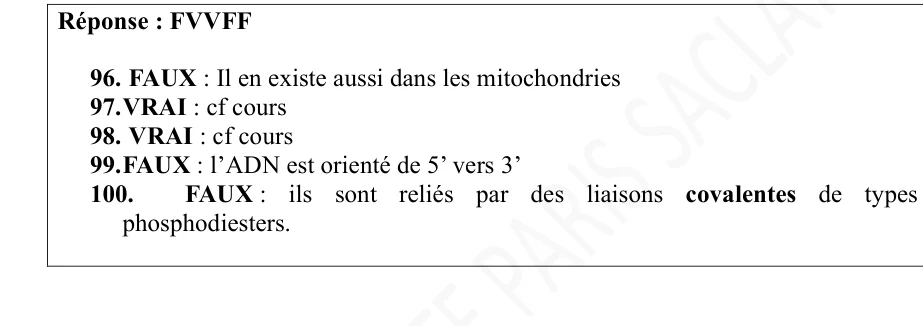 Réponse : FVVFF
96. FAUX : Il en existe aussi dans les mitochondries
97.VRAI : cf cours
98. VRAI : cf cours
99.FAUX : l’ADN est orienté de 5’ vers 3’
100. FAUX : ils sont reliés par des liaisons covalentes de types
phosphodiesters.
PARIS SACLA